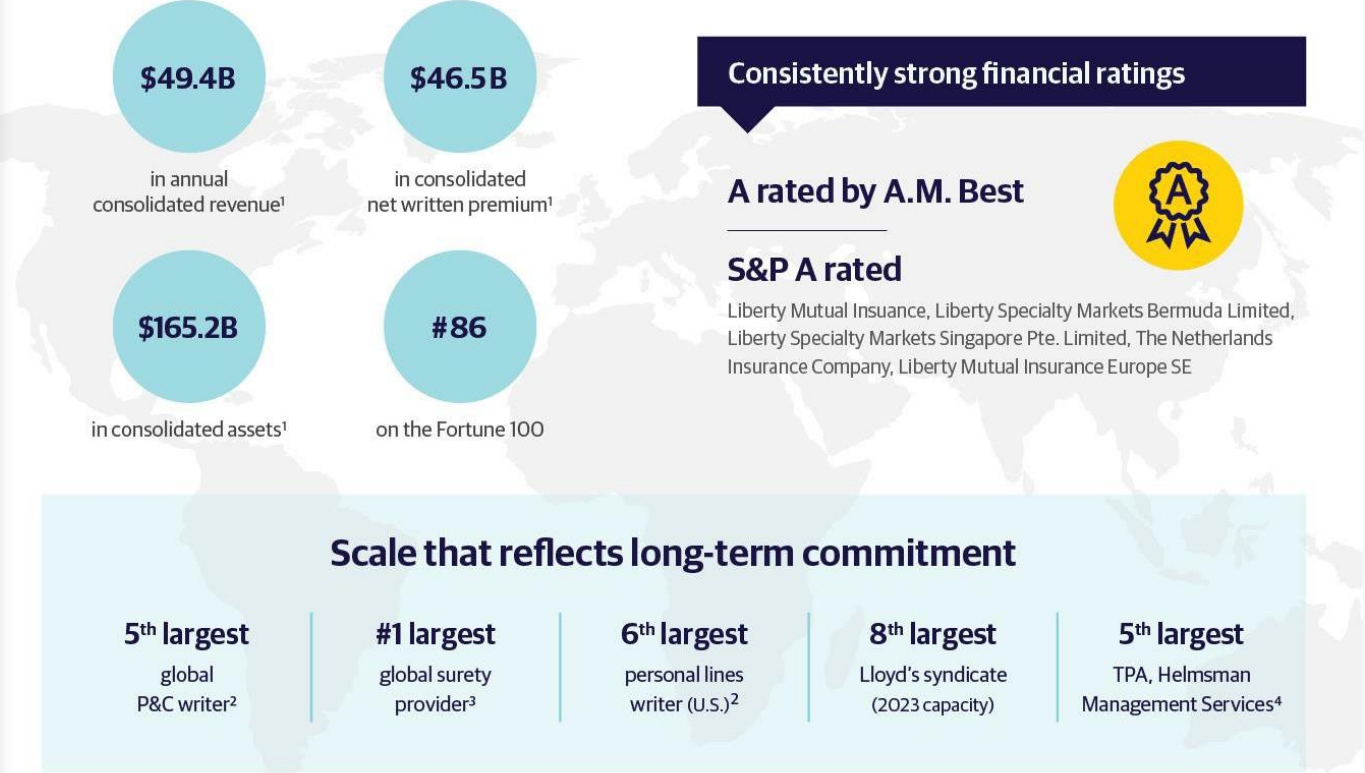 $49.4B
in annual
consolidated revenue¹
$46.5B
in consolidated
net written premium¹
$165.2B
in consolidated assets¹
#86
on the Fortune 100
Consistently strong financial ratings
A rated by A.M. Best
A
S&P A rated
Liberty Mutual Insuance, Liberty Specialty Markets Bermuda Limited,
Liberty Specialty Markets Singapore Pte. Limited, The Netherlands
Insurance Company, Liberty Mutual Insurance Europe SE
Scale that reflects long-term commitment
5th largest
global
P&C writer²
#1 largest
global surety
provider³
6th largest
personal lines
writer (U.S.)²
8th largest
Lloyd's syndicate
(2023 capacity)
5th largest
TPA, Helmsman
Management Services⁴